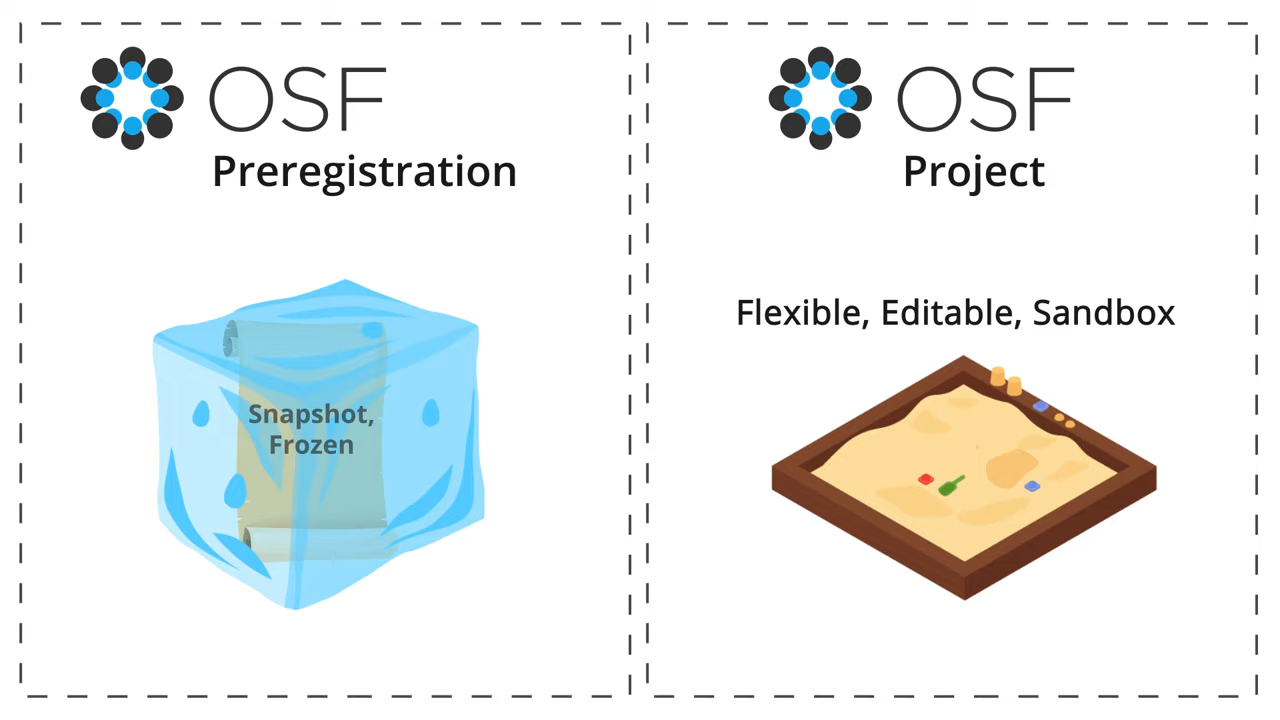 OSF
Preregistration
Snapshot,
Frozen
OSF
Project
Flexible, Editable, Sandbox